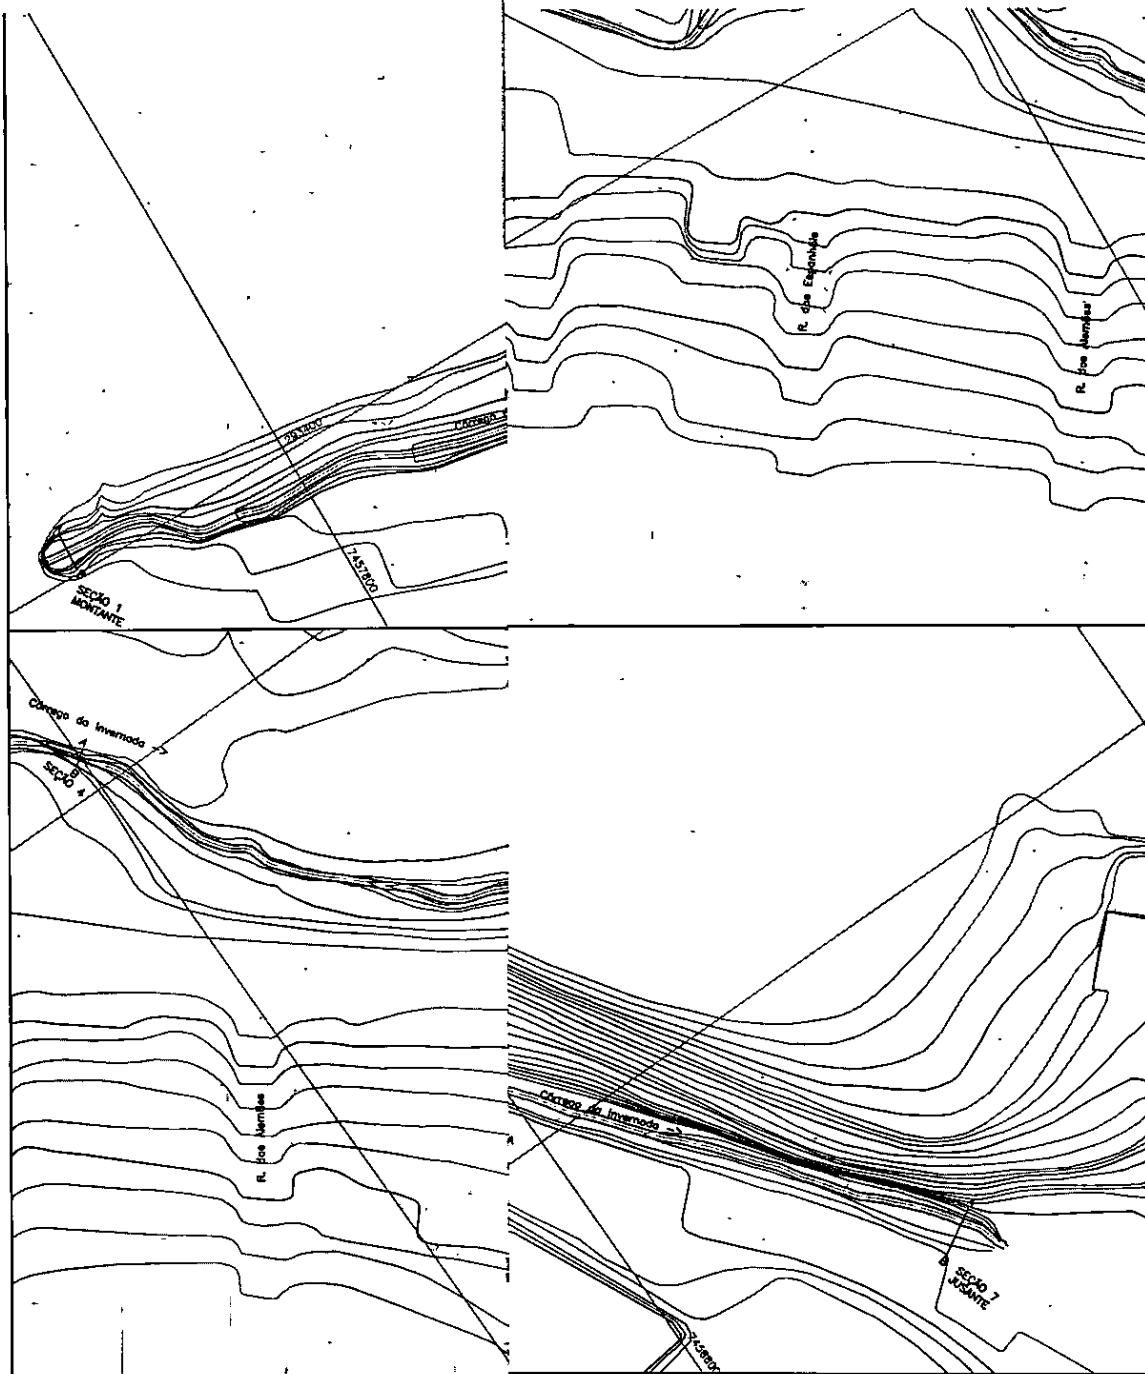 293400
Córrego
7457800
SEÇÃO 1
MONTANTE
R. dos Espanhóis
R. dos Alemães
Córrego da Invernada ->
A
B
SEÇÃO 4
R. dos Alemães
A
Córrego da Invernada ->
B
SEÇÃO 7
JUSANTE